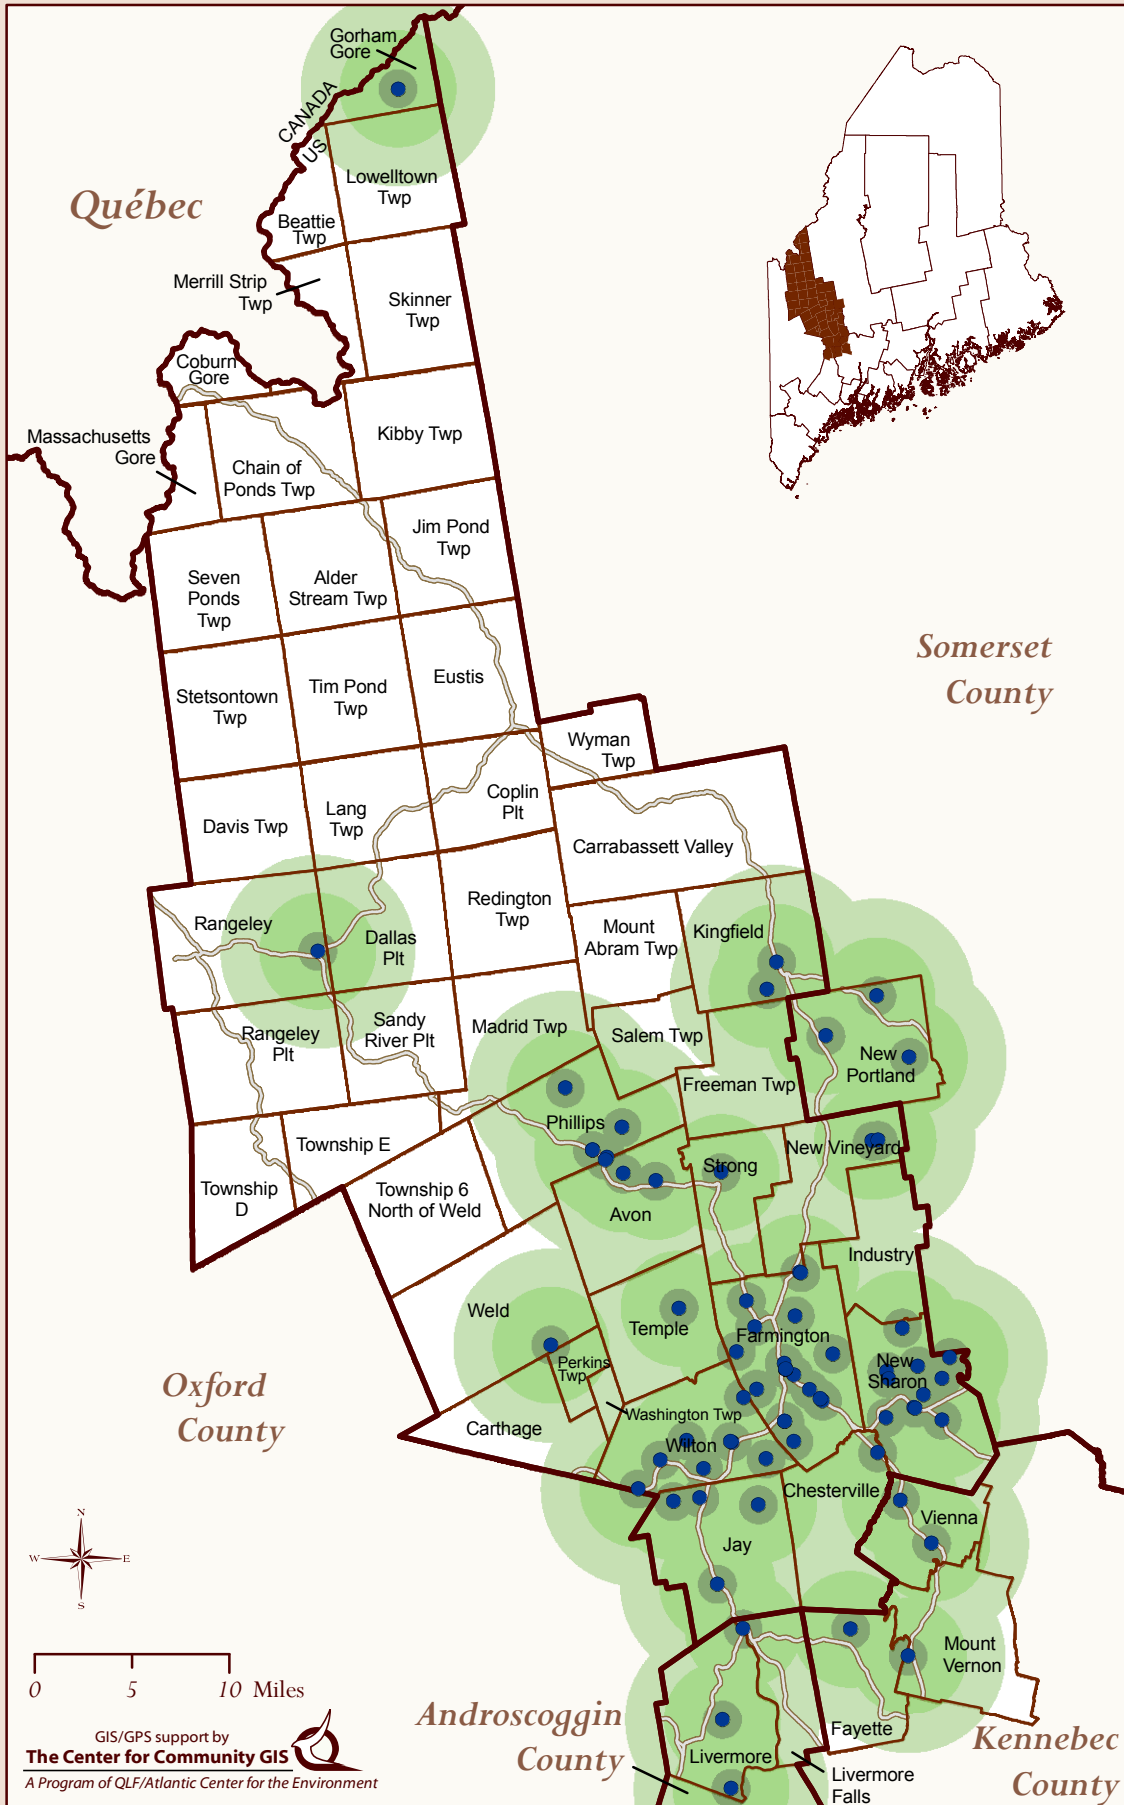 Gorham
Gore
CANADA
US
Québec
Lowelltown
Twp
Beattie
Twp
Merrill Strip
Twp
Skinner
Twp
Coburn
Gore
Massachusetts
Gore
Kibby Twp
Chain of
Ponds Twp
Jim Pond
Twp
Seven
Ponds
Twp
Alder
Stream Twp
Somerset
County
Stetsontown
Twp
Tim Pond
Twp
Eustis
Wyman
Twp
Davis Twp
Lang
Twp
Coplin
Plt
Carrabassett Valley
Rangeley
Dallas
Plt
Redington
Twp
Mount
Abram Twp
Kingfield
Rangeley
Plt
Sandy
River Plt
Madrid Twp
Salem Twp
New
Portland
Freeman Twp
Phillips
New Vineyard
Township E
Strong
Township
D
Township 6
North of Weld
Avon
Industry
Weld
Temple
Farmington
Perkins
Twp
New
Sharon
Oxford
County
Washington Twp
Carthage
Wilton
Chesterville
Vienna
Jay
N
W
E
S
Mount
Vernon
0 5 10 Miles
Androscoggin
County
Fayette
Kennebec
County
Livermore
Livermore
Falls
GIS/GPS support by
The Center for Community GIS
A Program of QLF/Atlantic Center for the Environment